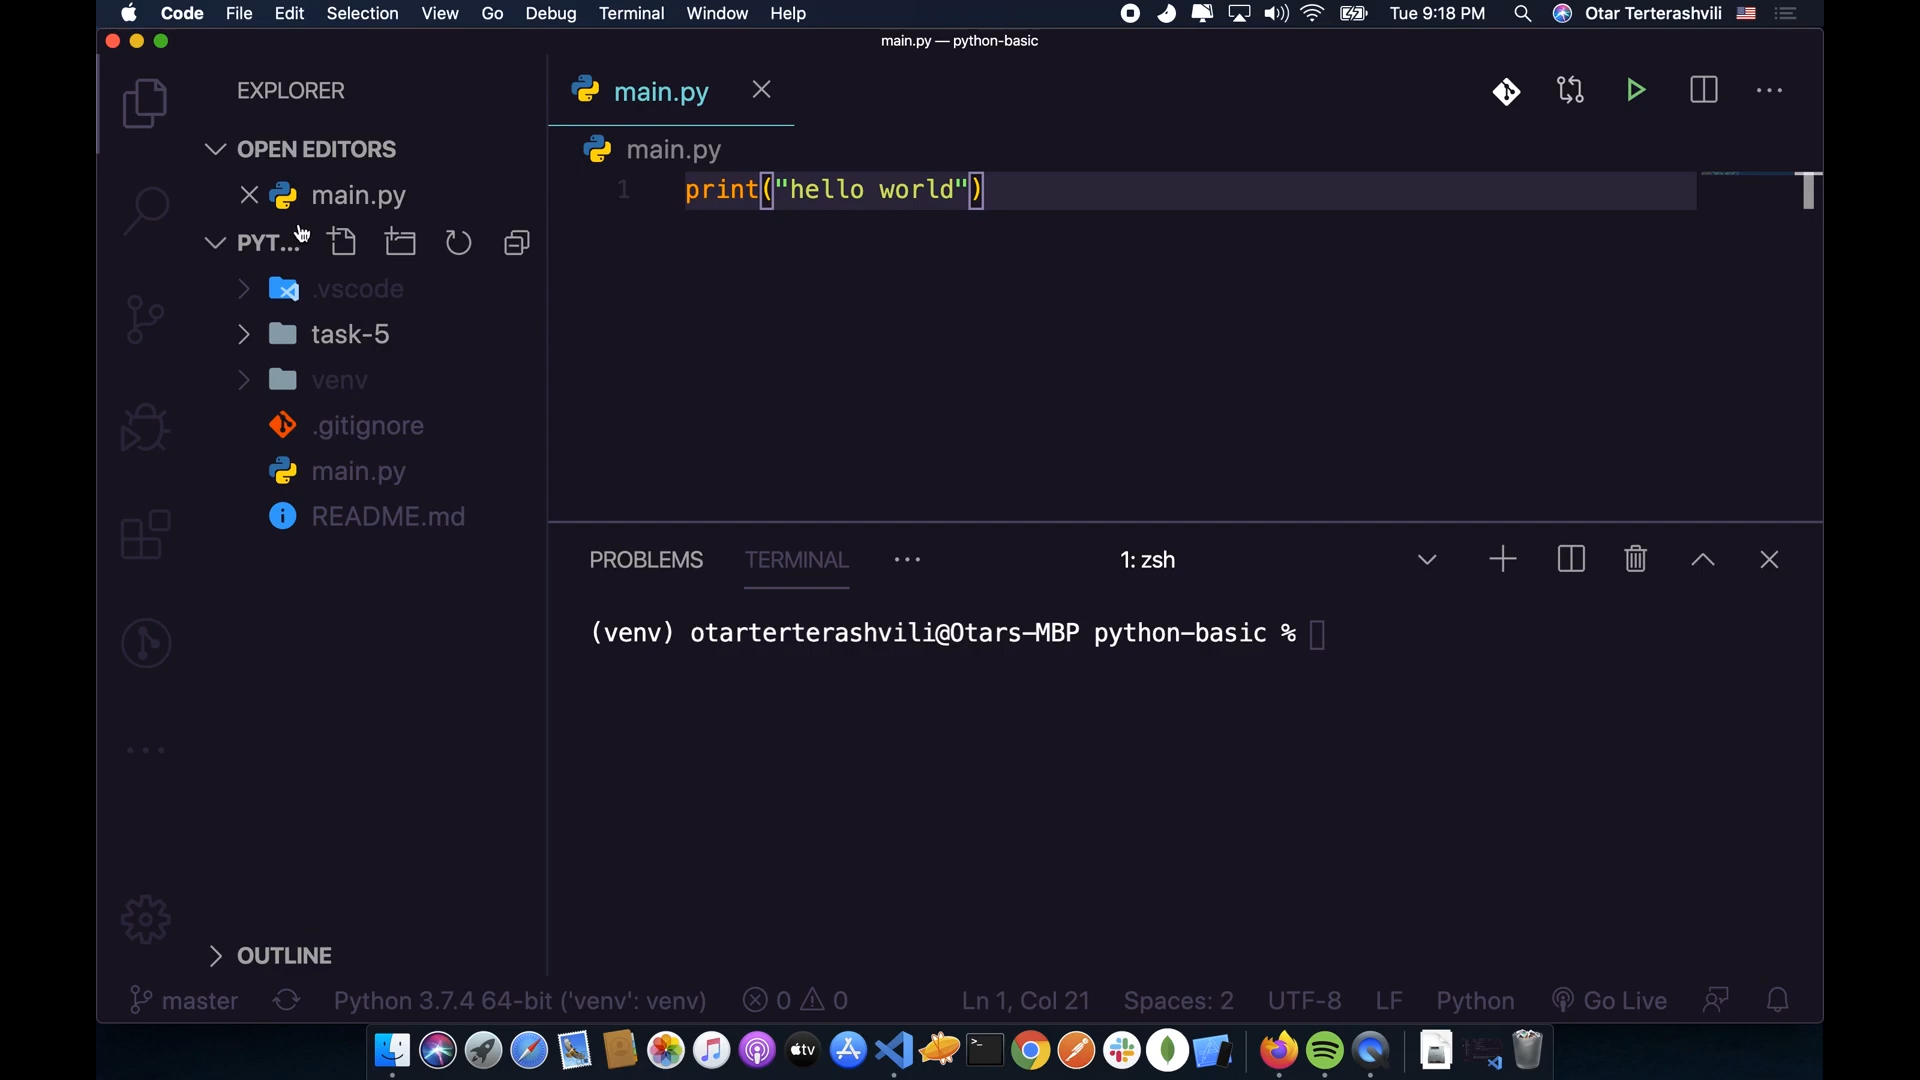 Code File Edit Selection View Go Debug Terminal Window Help Tue 9:18 PM Otar Terterashvili
main.py — python-basic
EXPLORER
main.py
OPEN EDITORS
main.py
main.py
1 print("hello world")
PYT...
.vscode
task-5
venv
.gitignore
main.py
README.md
PROBLEMS TERMINAL ... 1: zsh
(venv) otarterterashvili@Otars-MBP python-basic %
OUTLINE
master Python 3.7.4 64-bit ('venv': venv) 0 0 Ln 1, Col 21 Spaces: 2 UTF-8 LF Python Go Live
tv